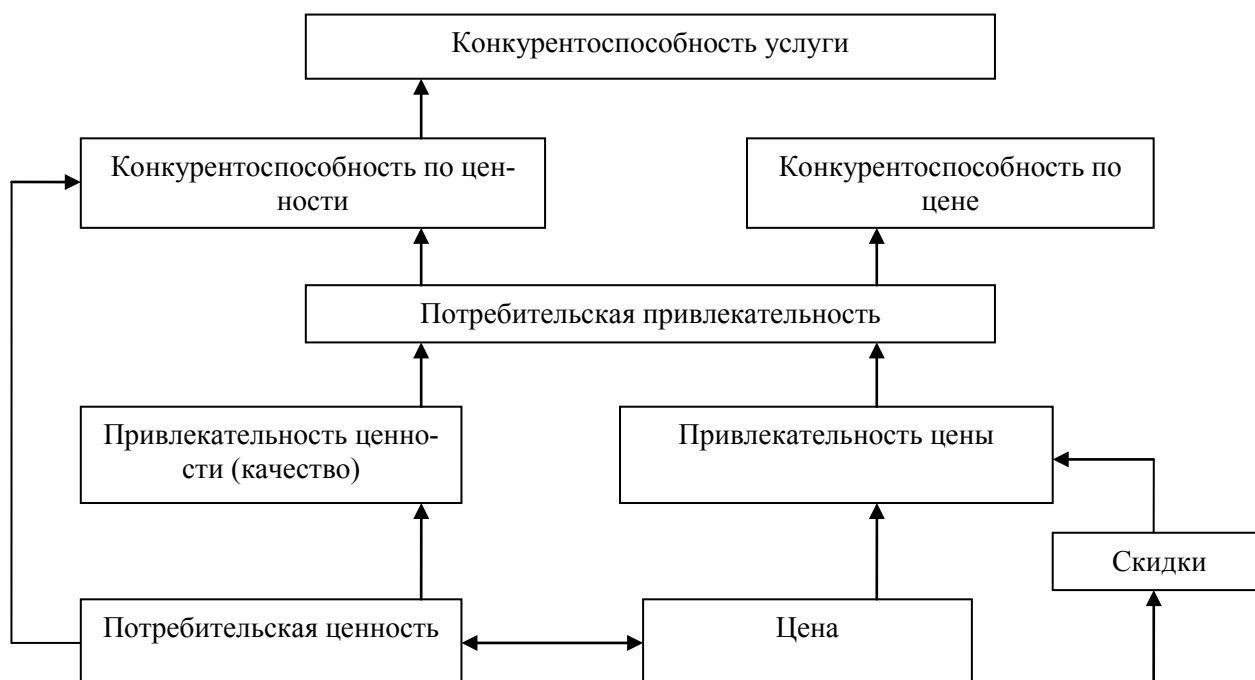 Конкурентоспособность услуги
Конкурентоспособность по цен-
ности
Конкурентоспособность по
цене
Потребительская привлекательность
Привлекательность ценно-
сти (качество)
Привлекательность цены
Скидки
Потребительская ценность
Цена